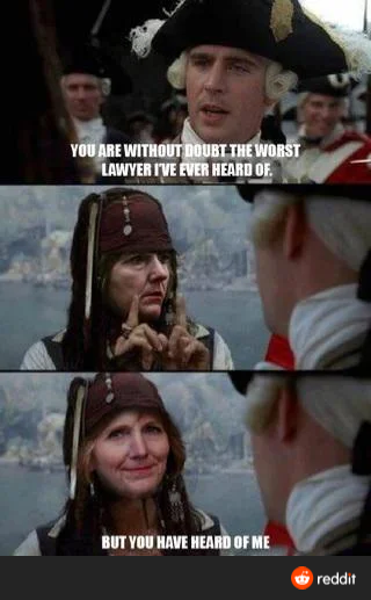 YOU ARE WITHOUT DOUBT THE WORST
LAWYER I'VE EVER HEARD OF.
BUT YOU HAVE HEARD OF ME
reddit